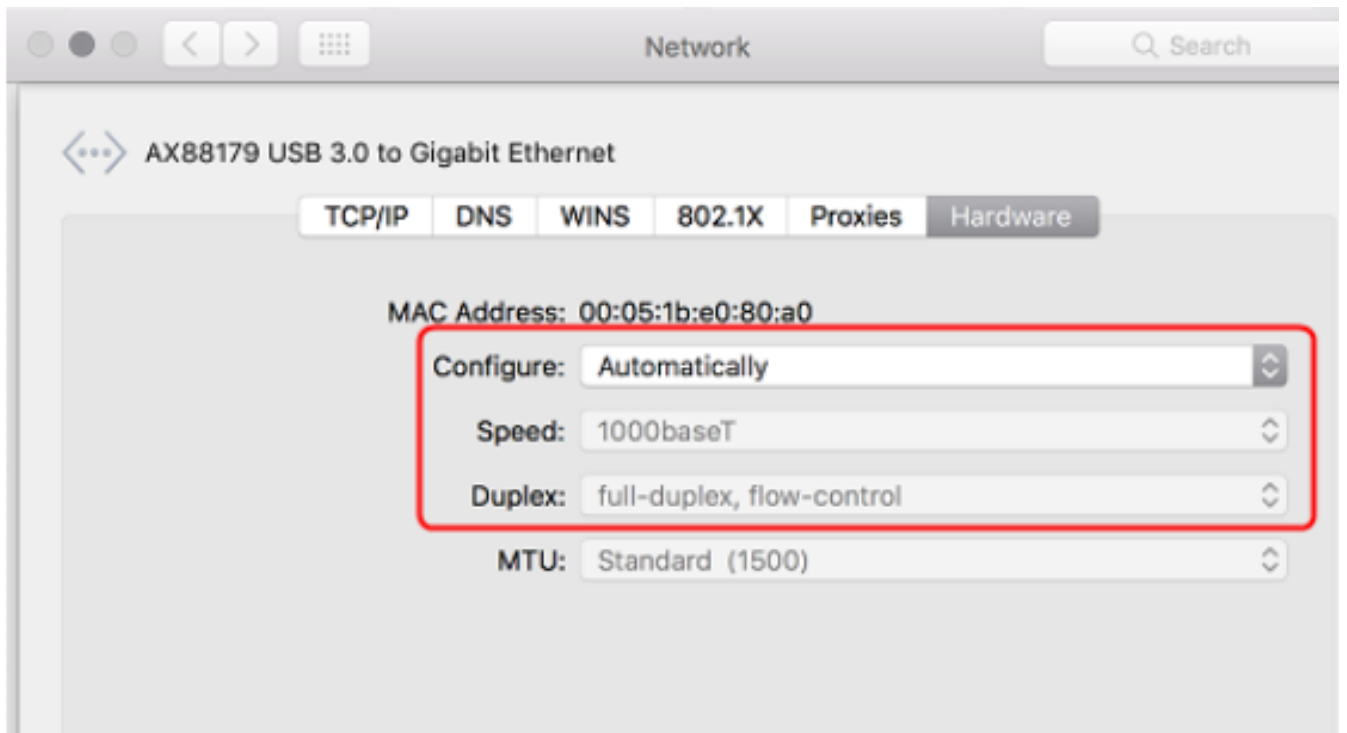 Network
Search
AX88179 USB 3.0 to Gigabit Ethernet
TCP/IP DNS WINS 802.1X Proxies Hardware
MAC Address: 00:05:1b:e0:80:a0
Configure: Automatically
Speed: 1000baseT
Duplex: full-duplex, flow-control
MTU: Standard (1500)